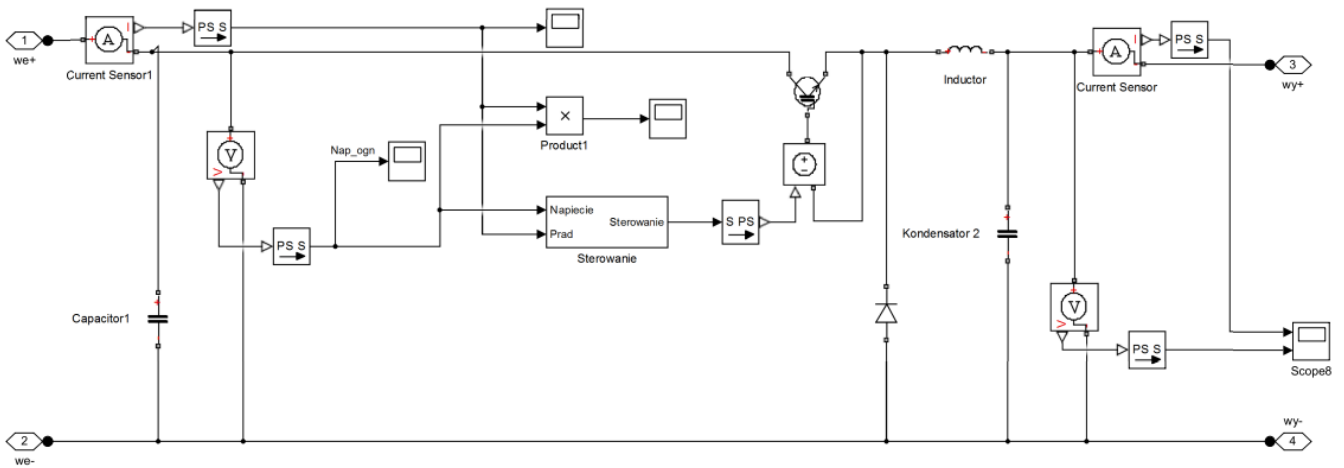 I
PS S
1
A
we+
Current Sensor1
I
PS S
A
3
wy+
Inductor
Current Sensor
×
Product1
V
V
Nap_ogn
PS S
Napiecie
Prad
Sterowanie
Sterowanie
S PS
Kondensator 2
V
V
PS S
Scope8
Capacitor1
2
we-
wy-
4